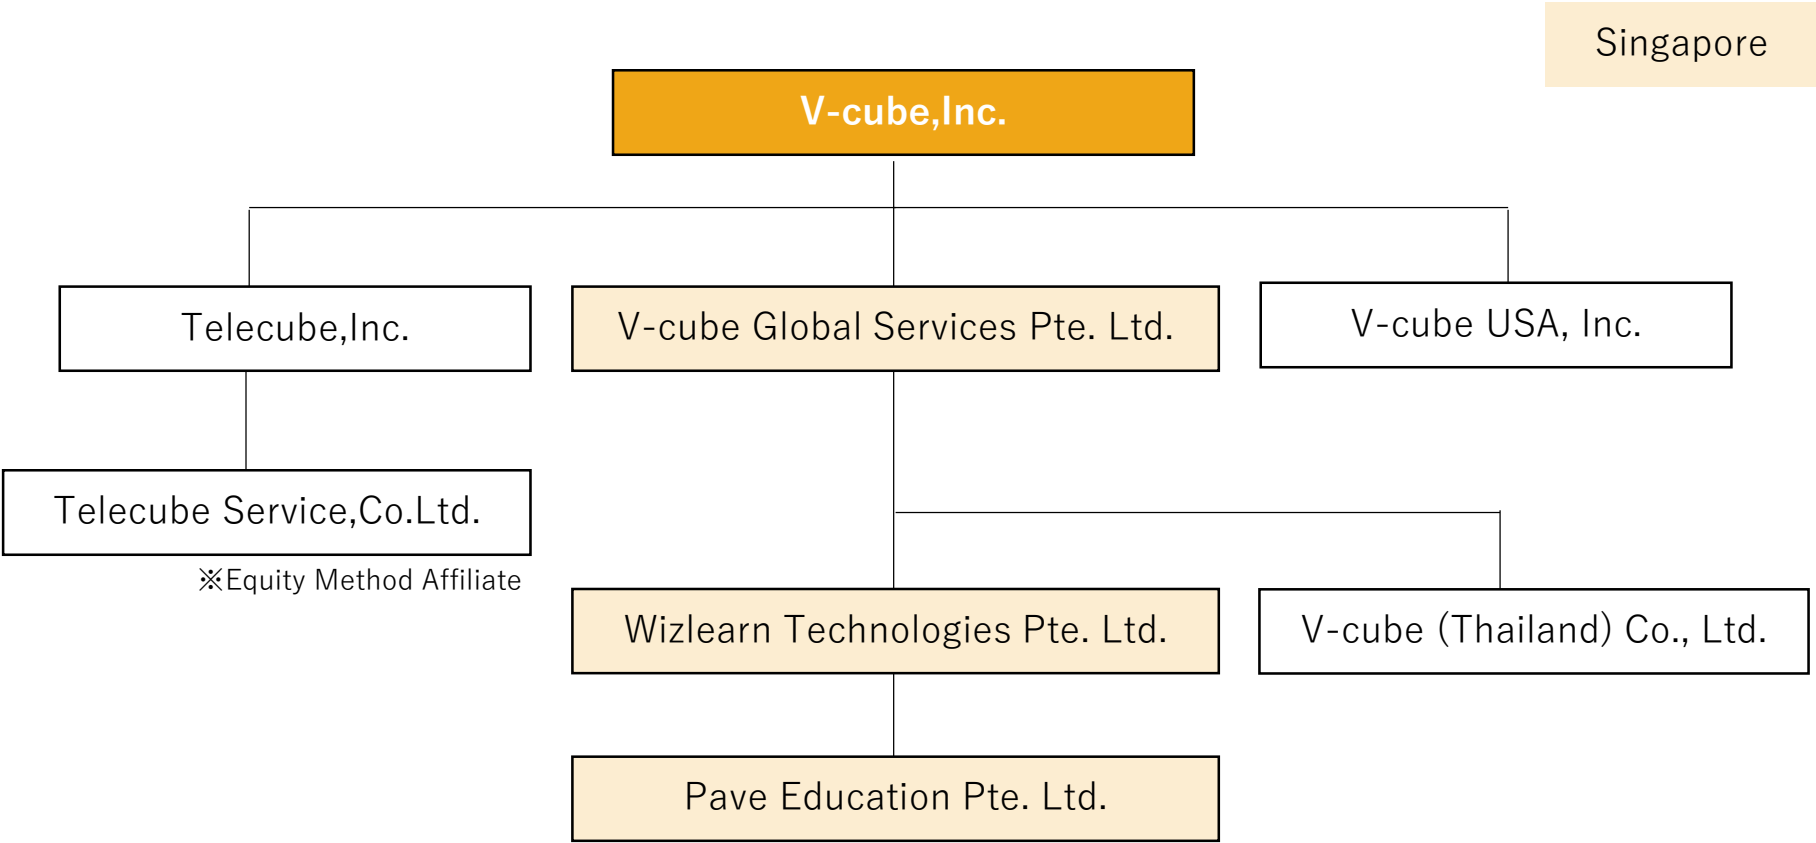 Singapore
V-cube,Inc.
Telecube,Inc.
V-cube Global Services Pte. Ltd.
V-cube USA, Inc.
Telecube Service,Co.Ltd.
※Equity Method Affiliate
Wizlearn Technologies Pte. Ltd.
V-cube (Thailand) Co., Ltd.
Pave Education Pte. Ltd.